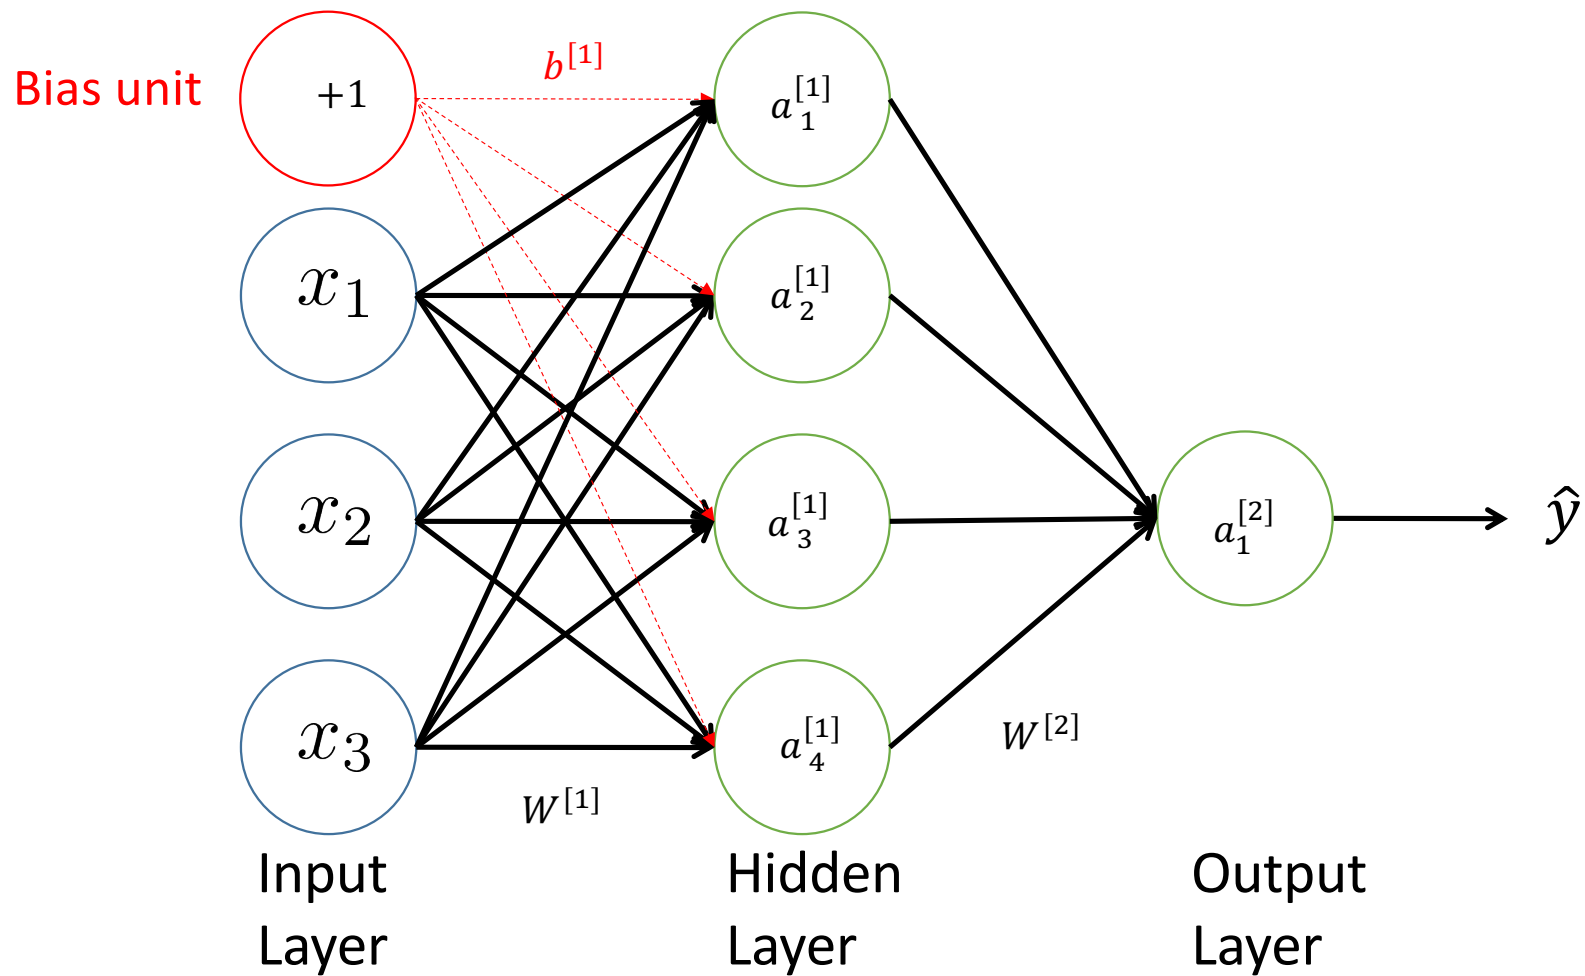 Bias unit
+1
b^[1]
a_1^[1]
x_1
a_2^[1]
x_2
a_3^[1]
a_1^[2]
ŷ
x_3
a_4^[1]
W^[2]
W^[1]
Input
Layer
Hidden
Layer
Output
Layer